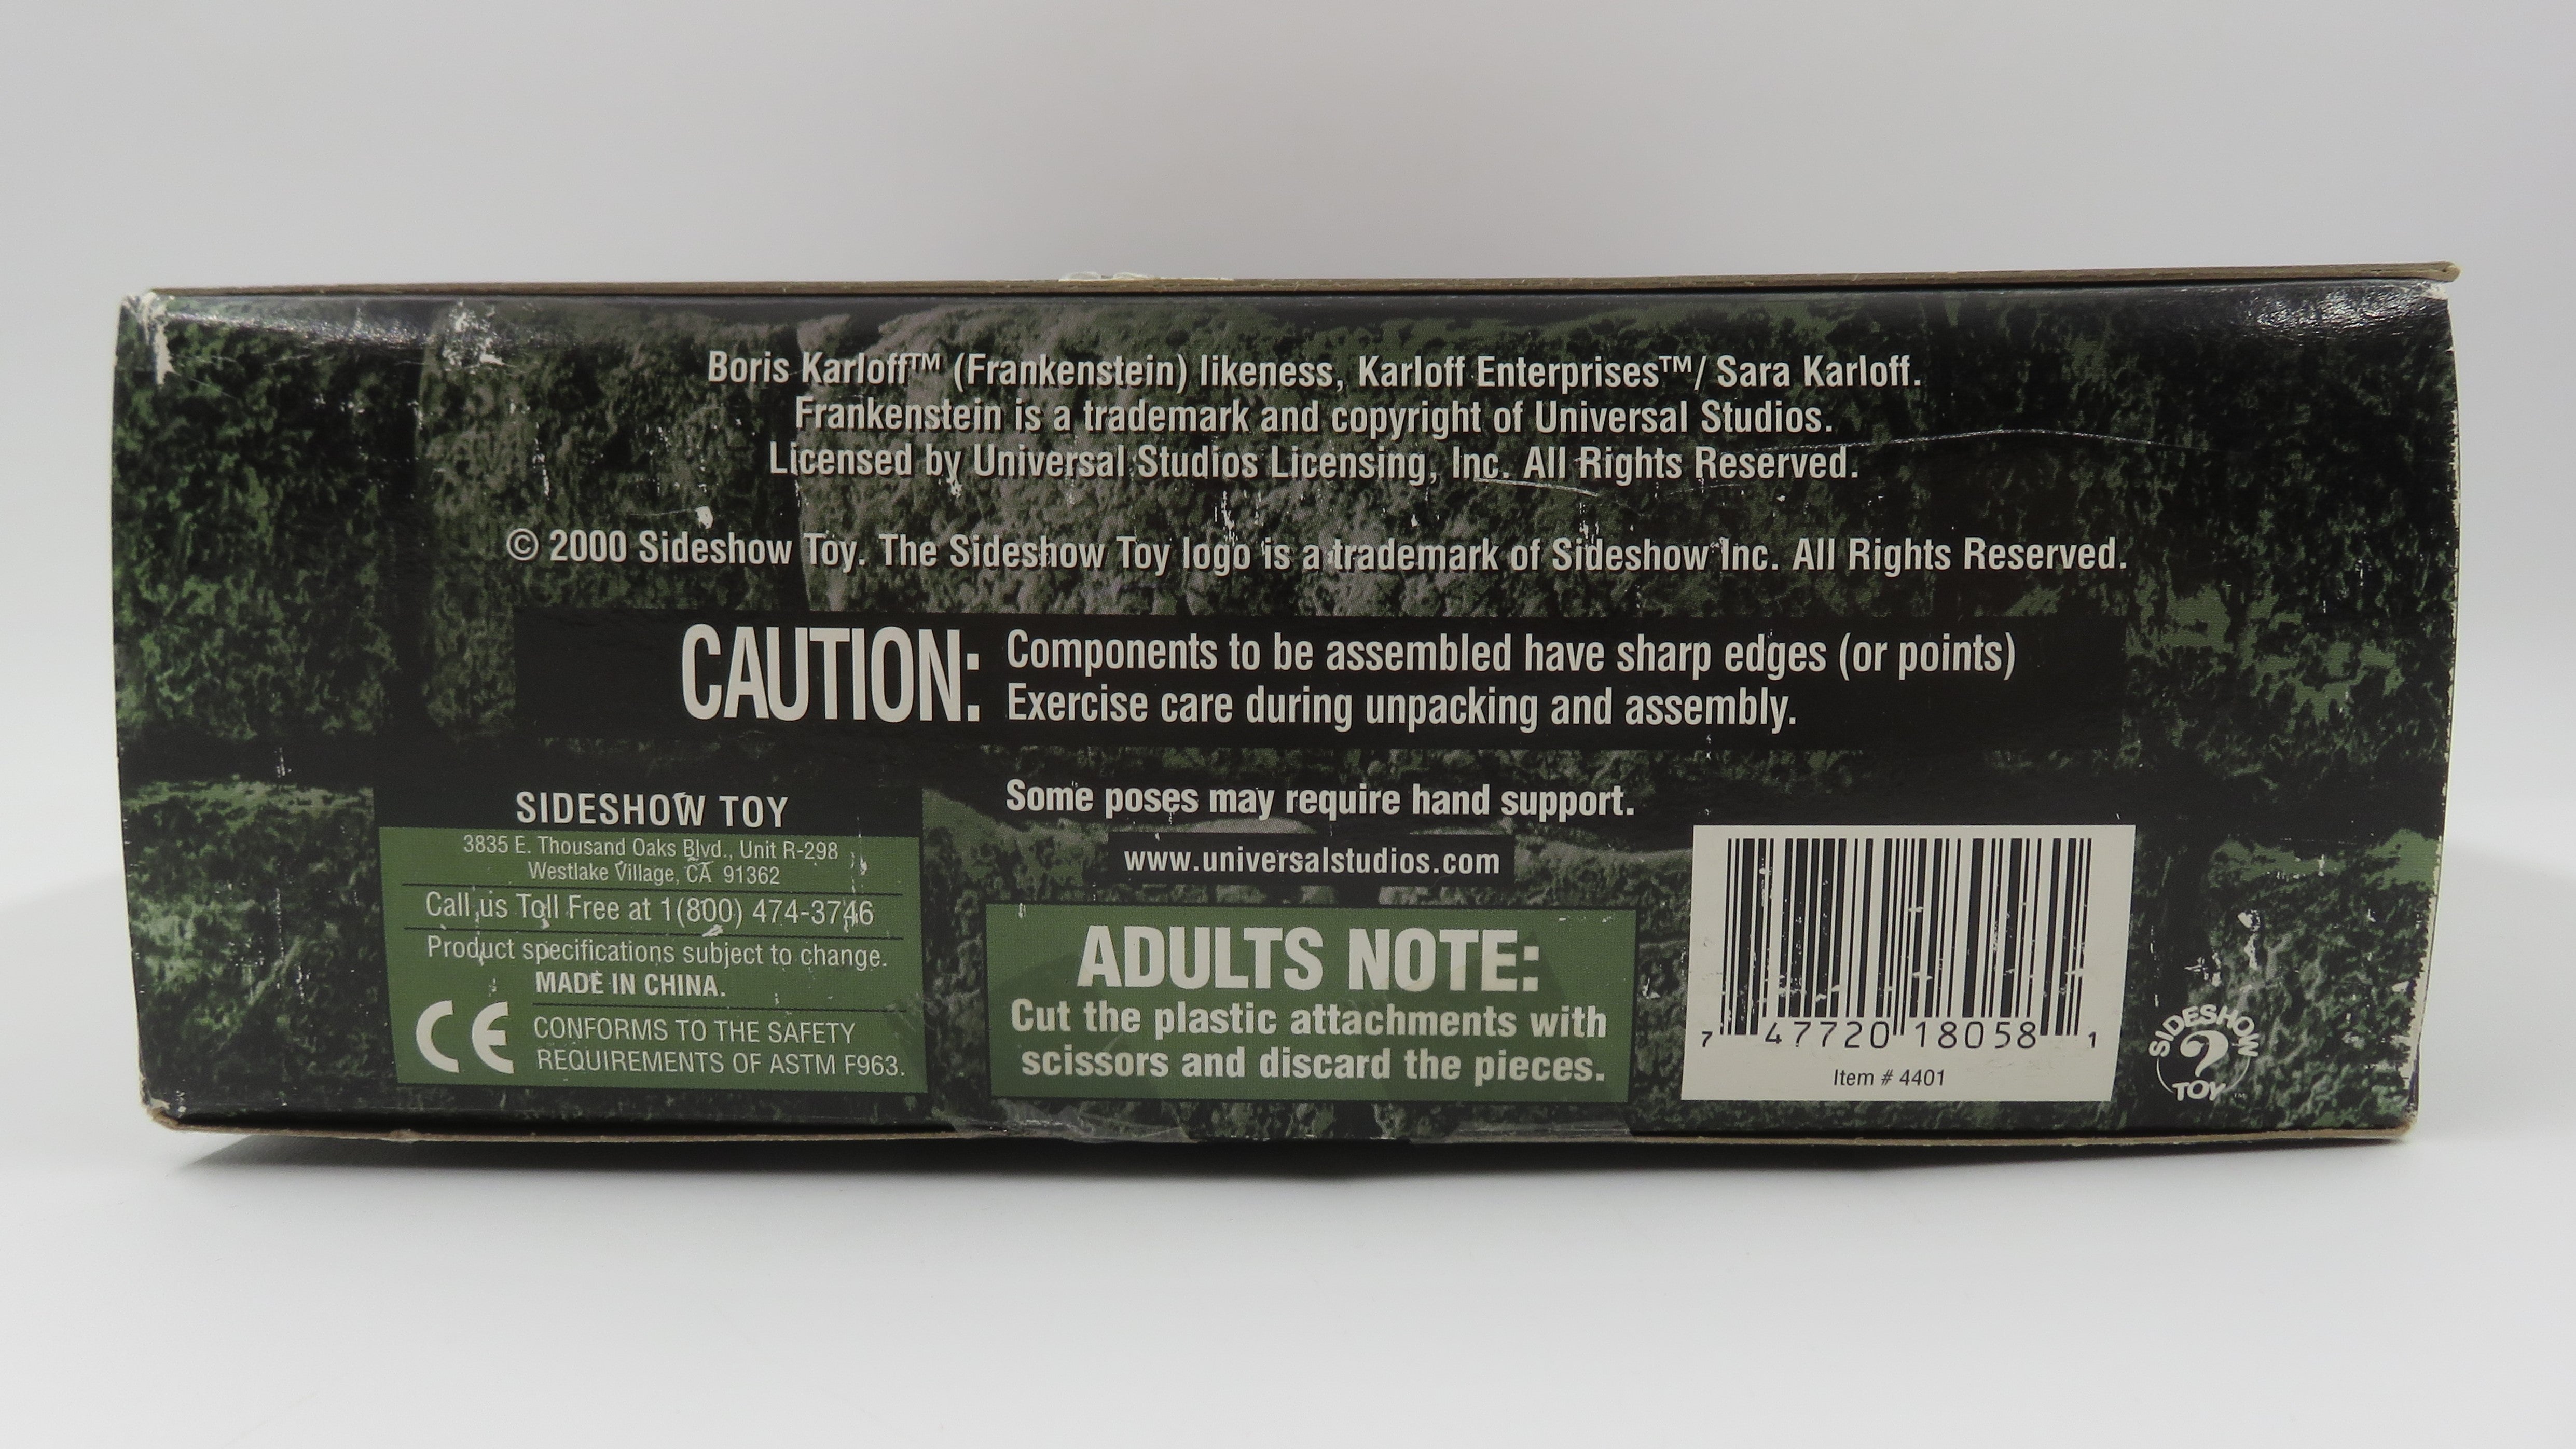 Boris Karloff™ (Frankenstein) likeness, Karloff Enterprises™/ Sara Karloff.
Frankenstein is a trademark and copyright of Universal Studios.
Licensed by Universal Studios Licensing, Inc. All Rights Reserved.
© 2000 Sideshow Toy. The Sideshow Toy logo is a trademark of Sideshow Inc. All Rights Reserved.
CAUTION: Components to be assembled have sharp edges (or points)
Exercise care during unpacking and assembly.
SIDESHOW TOY
3835 E. Thousand Oaks Blvd., Unit R-298
Westlake Village, CA 91362
Call us Toll Free at 1(800) 474-3746
Product specifications subject to change.
MADE IN CHINA.
CE CONFORMS TO THE SAFETY
REQUIREMENTS OF ASTM F963.
Some poses may require hand support.
www.universalstudios.com
ADULTS NOTE:
Cut the plastic attachments with
scissors and discard the pieces.
7 47720 18058 1
Item # 4401
SIDESHOW
?
TOY™